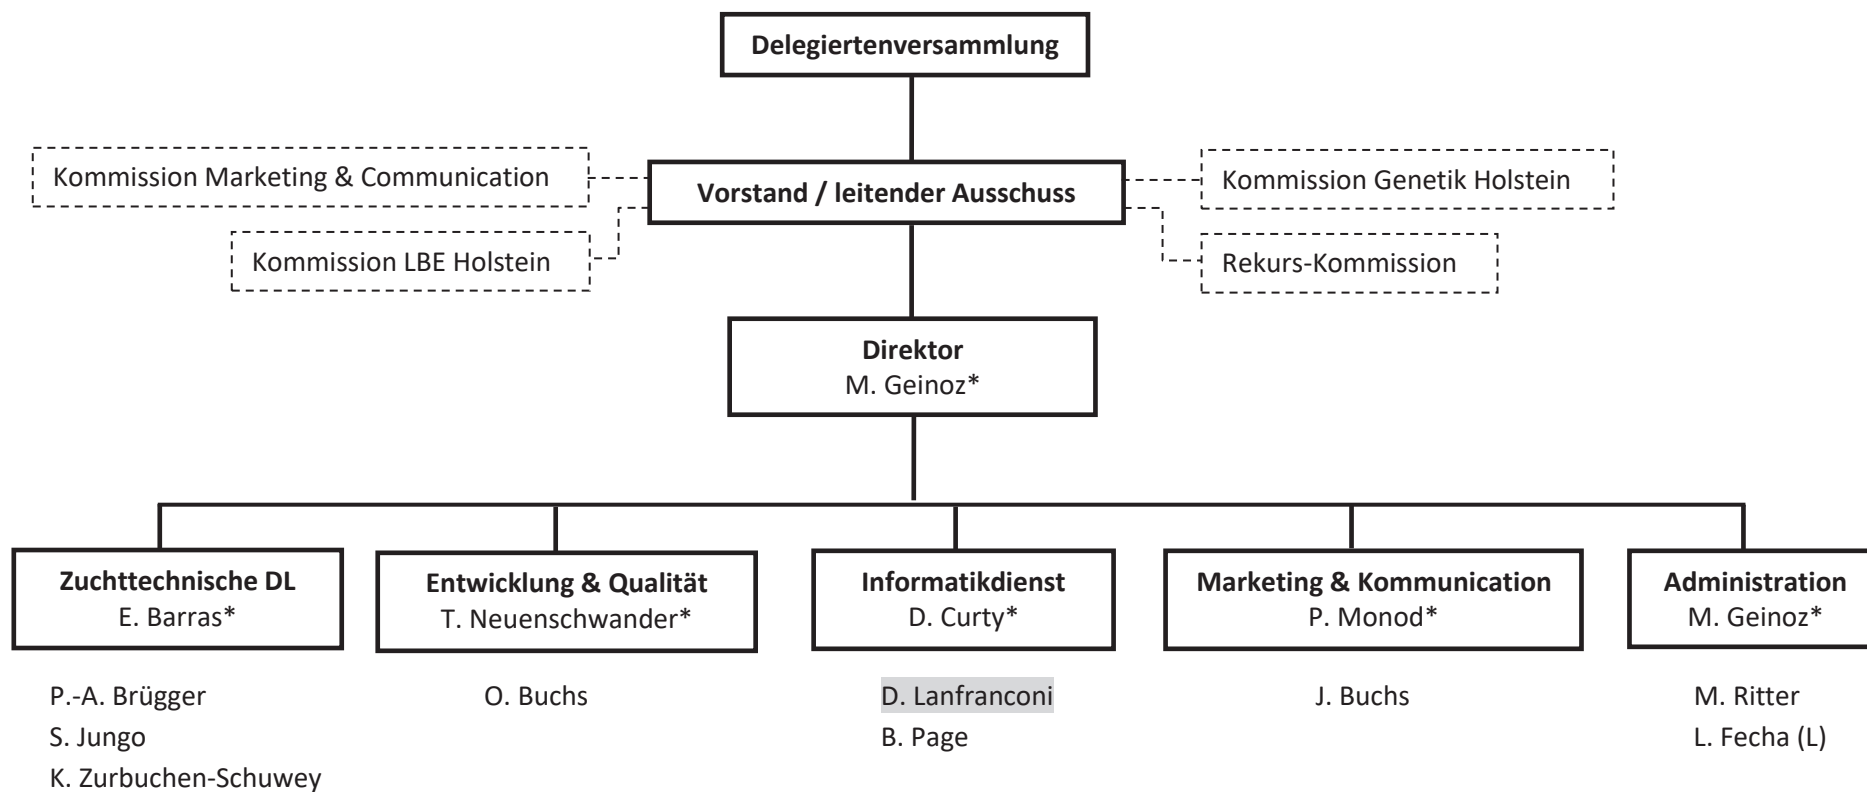 Delegiertenversammlung
Kommission Marketing & Communication
Vorstand / leitender Ausschuss
Kommission Genetik Holstein
Kommission LBE Holstein
Rekurs-Kommission
Direktor
M. Geinoz*
Zuchttechnische DL
E. Barras*
P.-A. Brügger
S. Jungo
K. Zurbuchen-Schuwey
Entwicklung & Qualität
T. Neuenschwander*
O. Buchs
Informatikdienst
D. Curty*
D. Lanfranconi
B. Page
Marketing & Kommunication
P. Monod*
J. Buchs
Administration
M. Geinoz*
M. Ritter
L. Fecha (L)